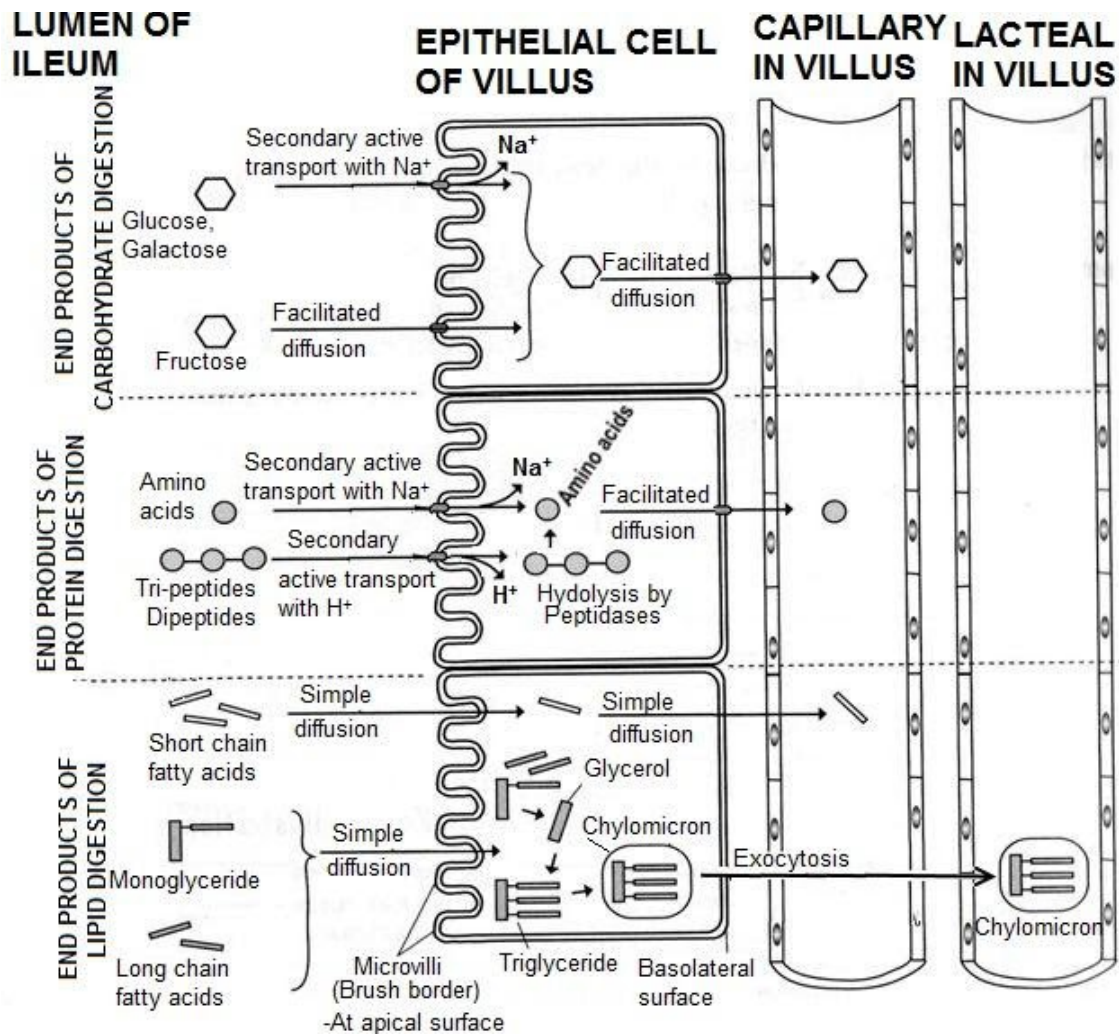 LUMEN OF
ILEUM
EPITHELIAL CELL
OF VILLUS
CAPILLARY
IN VILLUS
LACTEAL
IN VILLUS
END PRODUCTS OF
CARBOHYDRATE DIGESTION
Secondary active
transport with Na⁺
Na⁺
Glucose,
Galactose
Facilitated
diffusion
Facilitated
diffusion
Fructose
END PRODUCTS OF
PROTEIN DIGESTION
Amino
acids
Secondary active
transport with Na⁺
Na⁺
Amino acids
Facilitated
diffusion
Tri-peptides
Dipeptides
Secondary
active transport
with H⁺
H⁺
Hydolysis by
Peptidases
END PRODUCTS OF
LIPID DIGESTION
Short chain
fatty acids
Simple
diffusion
Simple
diffusion
Glycerol
Monoglyceride
Simple
diffusion
Chylomicron
Exocytosis
Chylomicron
Long chain
fatty acids
Microvilli
(Brush border)
-At apical surface
Triglyceride
Basolateral
surface